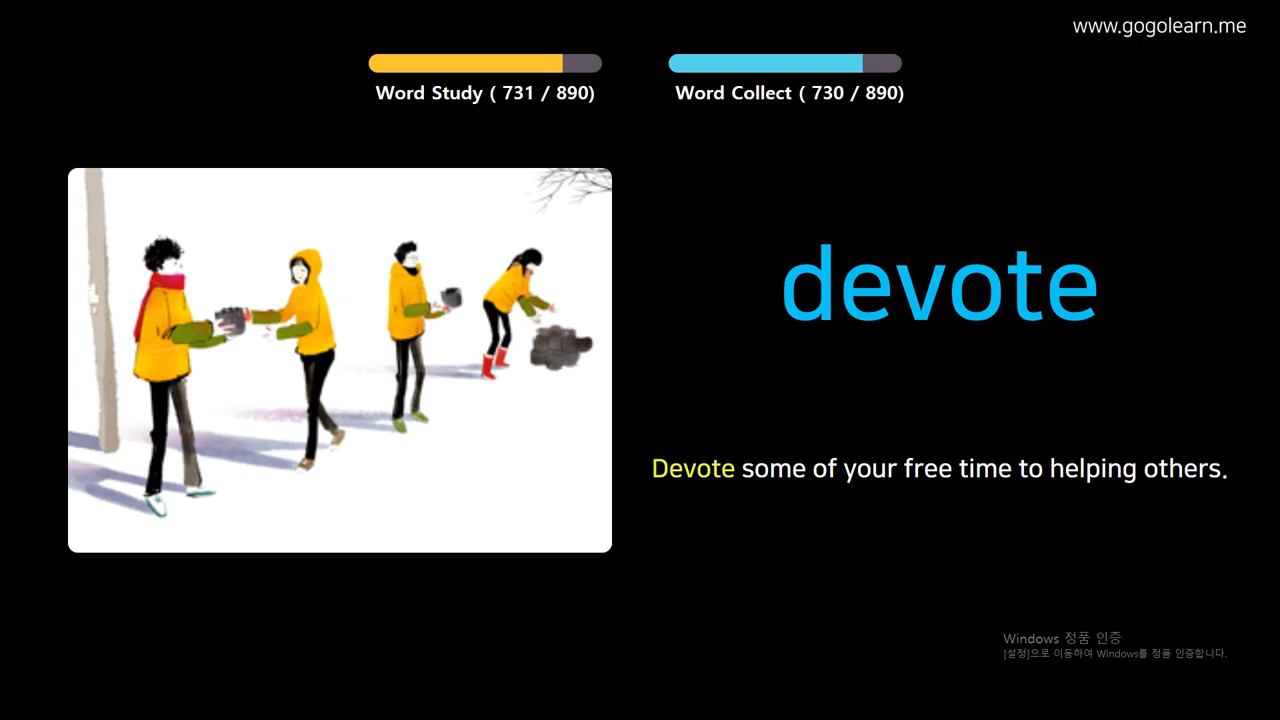 www.gogolearn.me
Word Study ( 731 / 890)
Word Collect ( 730 / 890)
devote
Devote some of your free time to helping others.
Windows 정품 인증
[설정]으로 이동하여 Windows를 정품 인증합니다.